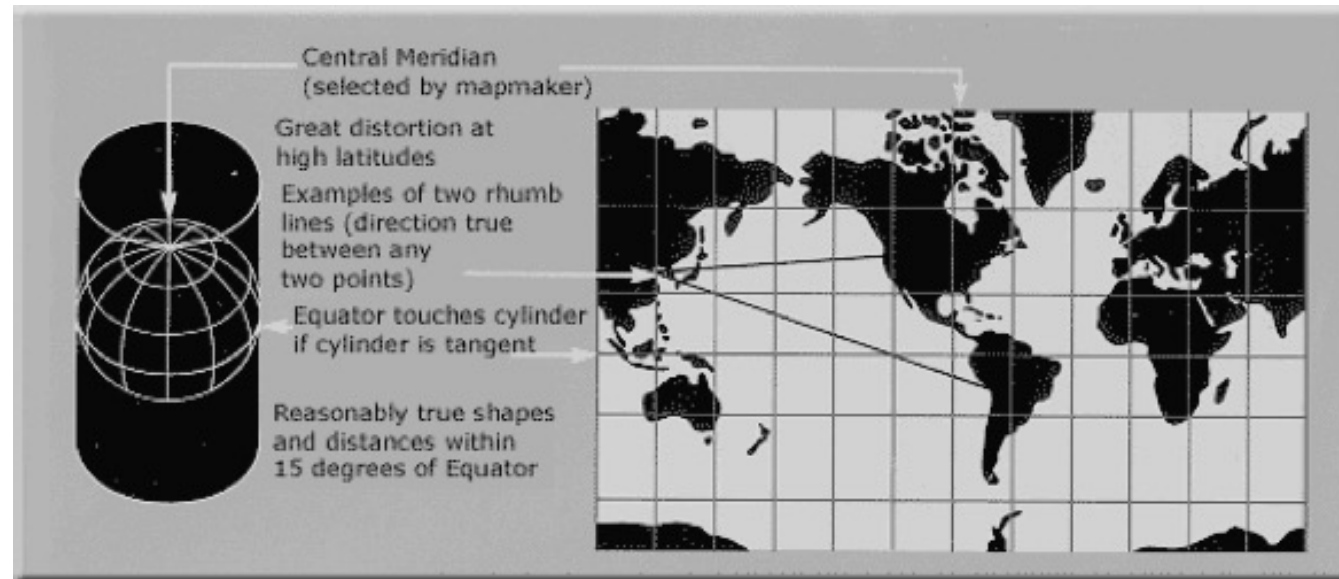 Central Meridian
(selected by mapmaker)
Great distortion at
high latitudes
Examples of two rhumb
lines (direction true
between any
two points)
Equator touches cylinder
if cylinder is tangent
Reasonably true shapes
and distances within
15 degrees of Equator